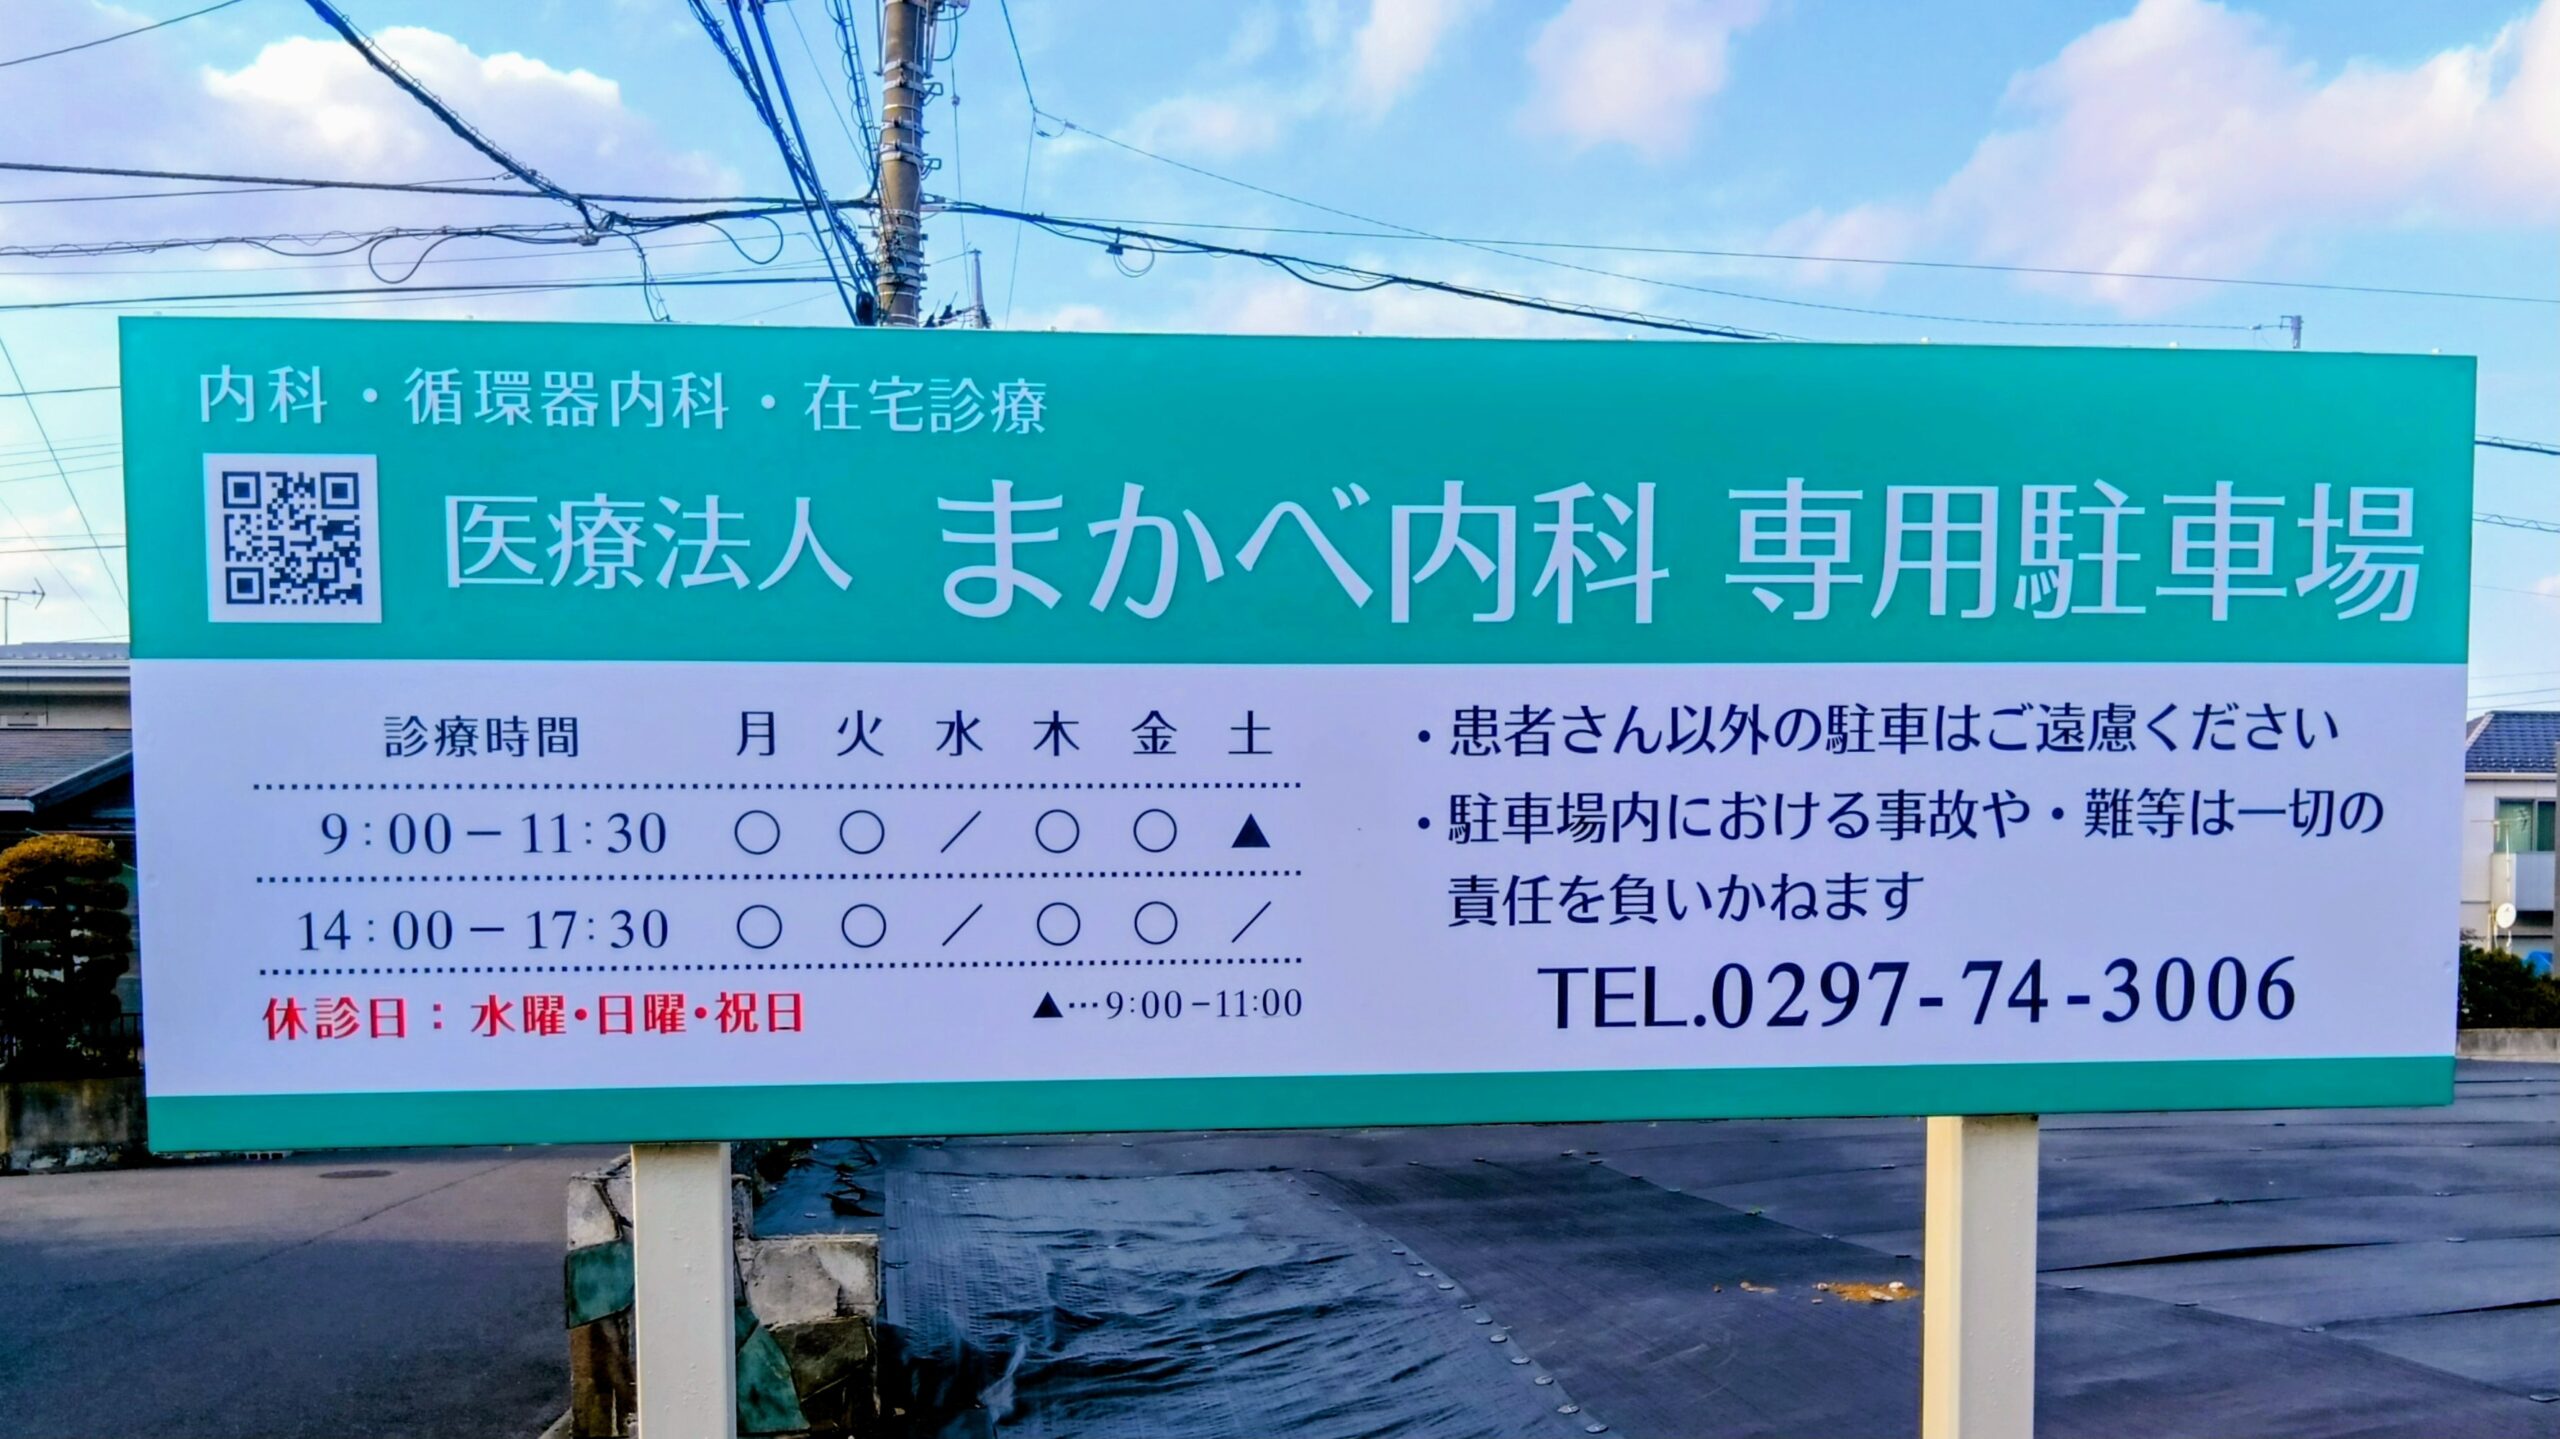 内科・循環器内科・在宅診療
医療法人 まかべ内科 専用駐車場
診療時間 月 火 水 木 金 土
9:00－11:30 ○ ○ ／ ○ ○ ▲
14:00－17:30 ○ ○ ／ ○ ○ ／
休診日：水曜・日曜・祝日
▲…9:00－11:00
・患者さん以外の駐車はご遠慮ください
・駐車場内における事故や・難等は一切の
責任を負いかねます
TEL.0297-74-3006